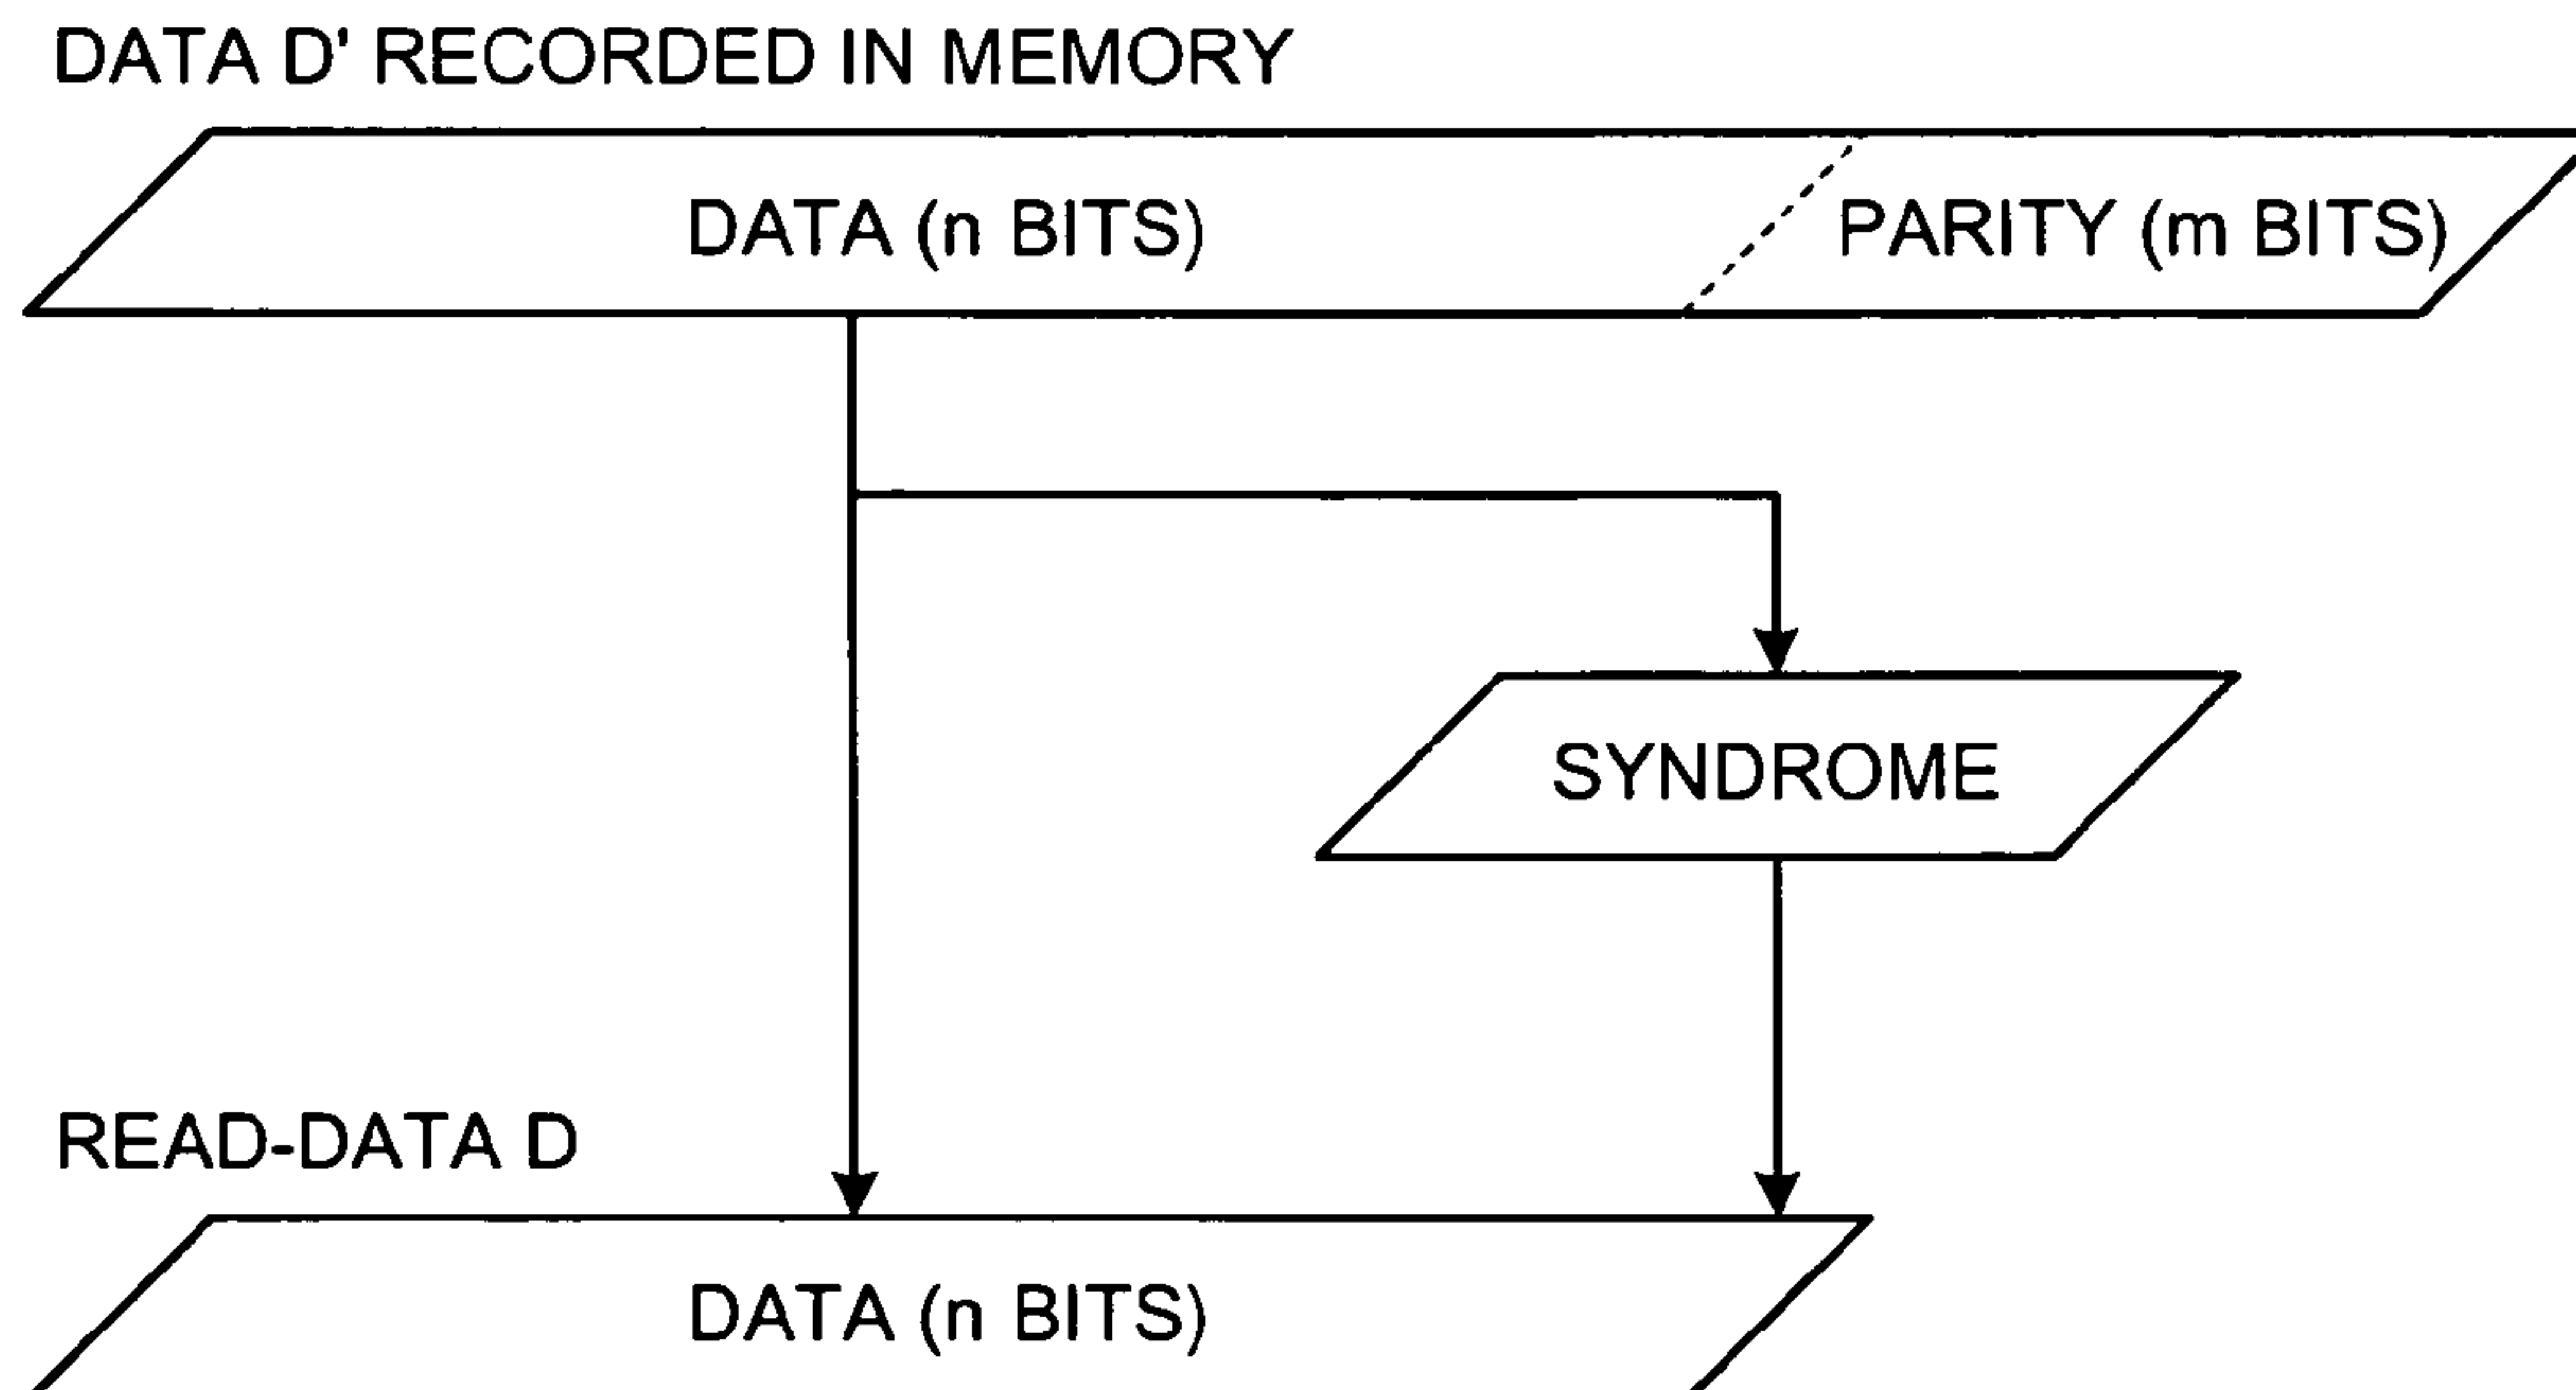 DATA D' RECORDED IN MEMORY
DATA (n BITS)
PARITY (m BITS)
SYNDROME
READ-DATA D
DATA (n BITS)